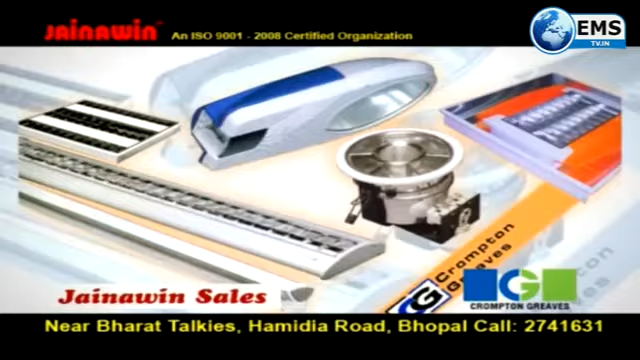 JAINAWIN An ISO 9001 - 2008 Certified Organization
EMS
TV.IN
Crompton
Greaves
CG
Jainawin Sales
CROMPTON GREAVES
Near Bharat Talkies, Hamidia Road, Bhopal Call: 2741631